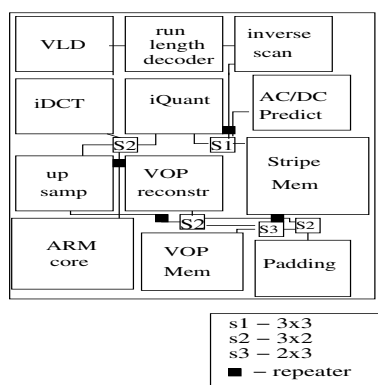 VLD
run
length
decoder
inverse
scan
iDCT
iQuant
AC/DC
Predict
S2
S1
up
samp
VOP
reconstr
Stripe
Mem
S2
S3
S2
ARM
core
VOP
Mem
Padding
s1 – 3x3
s2 – 3x2
s3 – 2x3
– repeater